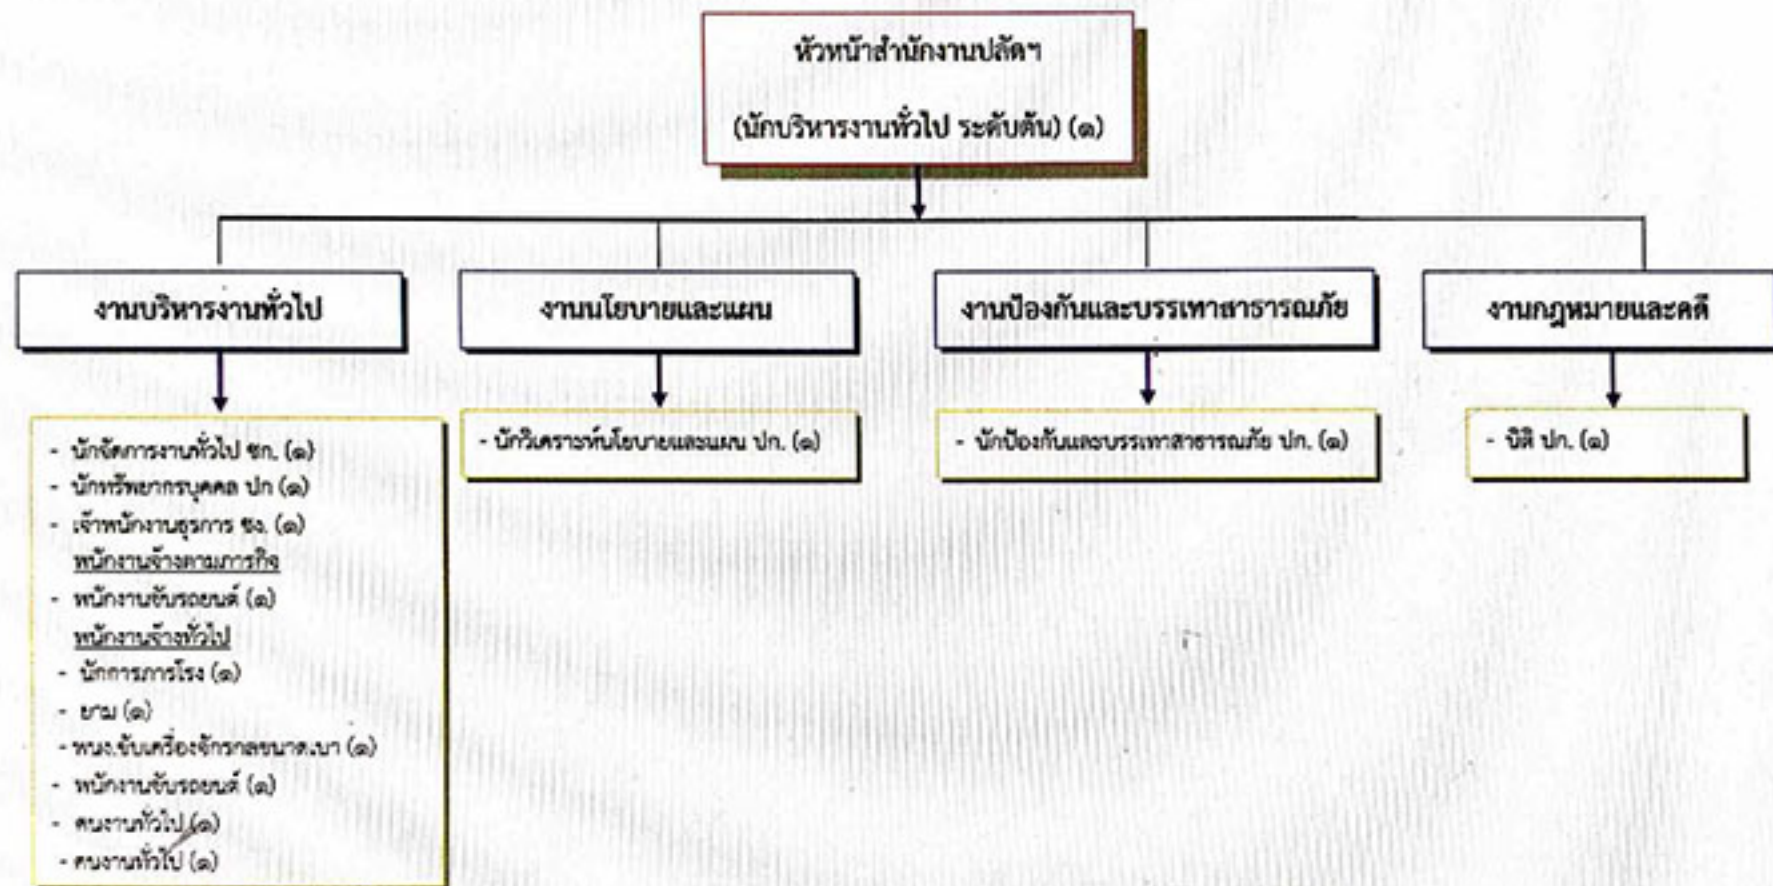 หัวหน้าสำนักงานปลัดฯ
(นักบริหารงานทั่วไป ระดับต้น) (๑)
งานบริหารงานทั่วไป
- นักจัดการงานทั่วไป ชก. (๑)
- นักทรัพยากรบุคคล ปก (๑)
- เจ้าพนักงานธุรการ ชง. (๑)
พนักงานจ้างตามภารกิจ
- พนักงานขับรถยนต์ (๑)
พนักงานจ้างทั่วไป
- นักการภารโรง (๑)
- ยาม (๑)
- พนง.ขับเครื่องจักรกลขนาดเบา (๑)
- พนักงานขับรถยนต์ (๑)
- คนงานทั่วไป (๑)
- คนงานทั่วไป (๑)
งานนโยบายและแผน
- นักวิเคราะห์นโยบายและแผน ปก. (๑)
งานป้องกันและบรรเทาสาธารณภัย
- นักป้องกันและบรรเทาสาธารณภัย ปก. (๑)
งานกฎหมายและคดี
- นิติ ปก. (๑)